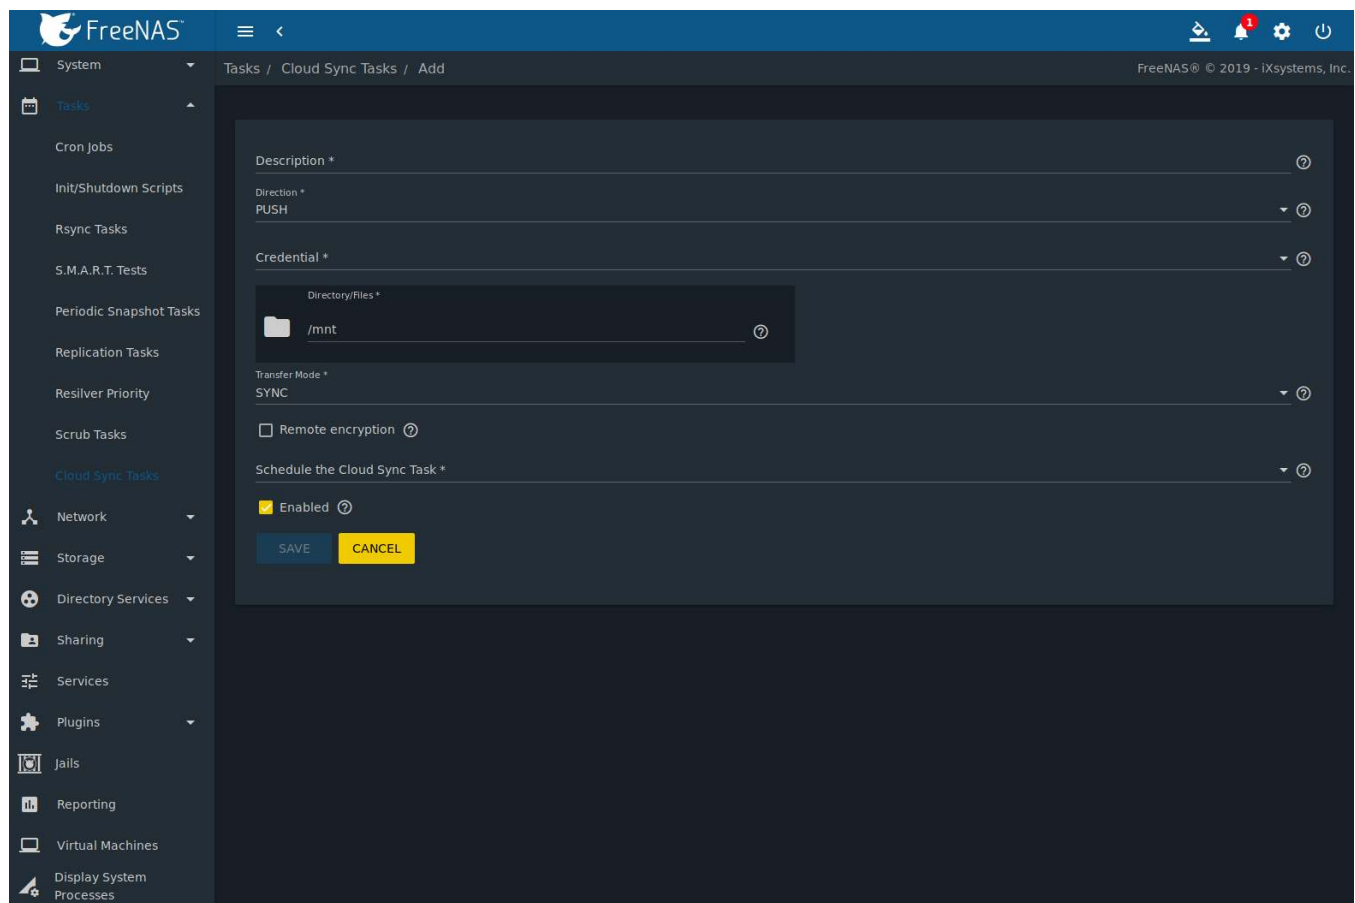 FreeNAS®
1
System
Tasks / Cloud Sync Tasks / Add
FreeNAS® © 2019 - iXsystems, Inc.
Tasks
Cron Jobs
Init/Shutdown Scripts
Rsync Tasks
S.M.A.R.T. Tests
Periodic Snapshot Tasks
Replication Tasks
Resilver Priority
Scrub Tasks
Cloud Sync Tasks
Network
Storage
Directory Services
Sharing
Services
Plugins
Jails
Reporting
Virtual Machines
Display System
Processes
Description *
Direction *
PUSH
Credential *
Directory/Files *
/mnt
Transfer Mode *
SYNC
Remote encryption
Schedule the Cloud Sync Task *
Enabled
SAVE
CANCEL